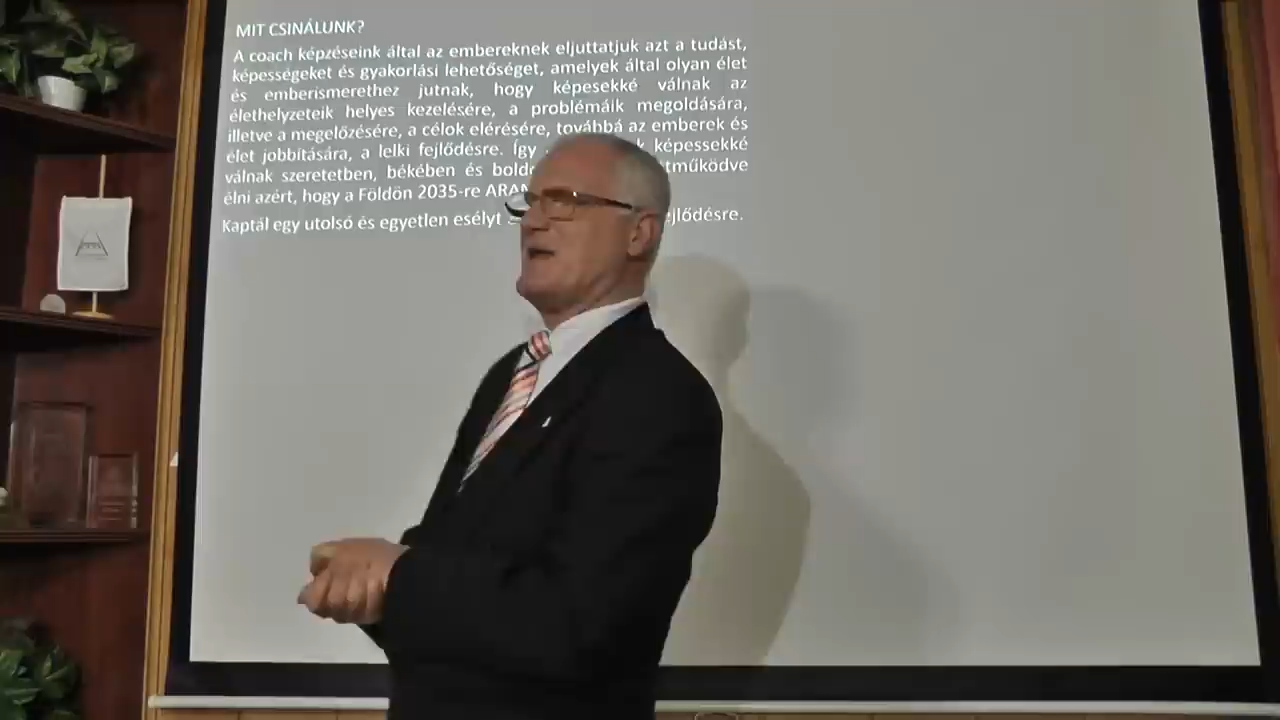 MIT CSINÁLUNK?
A coach képzéseink által az embereknek eljuttatjuk azt a tudást,
képességeket és gyakorlási lehetőséget, amelyek által olyan élet
és emberismerethez jutnak, hogy képesekké válnak az
élethelyzeteik helyes kezelésére, a problémáik megoldására,
illetve a megelőzésére, a célok elérésére, továbbá az emberek és
élet jobbítására, a lelki fejlődésre. Így képessekké
válnak szeretetben, békében és
élni azért, hogy a Földön 2035-re
Kaptál egy utolsó és egyetlen esélyt